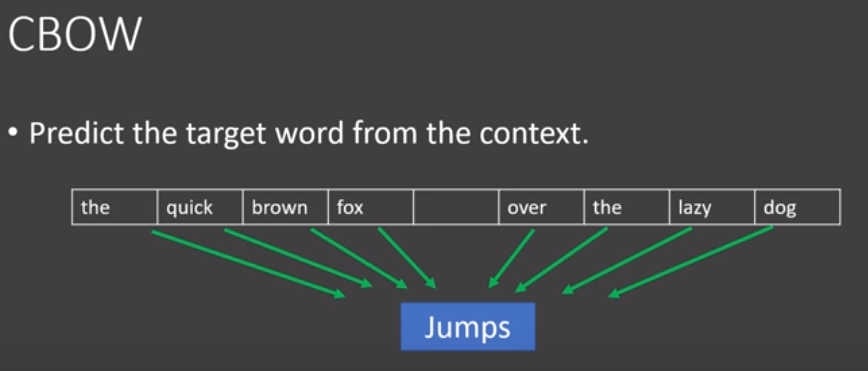 CBOW
• Predict the target word from the context.
the quick brown fox over the lazy dog
Jumps